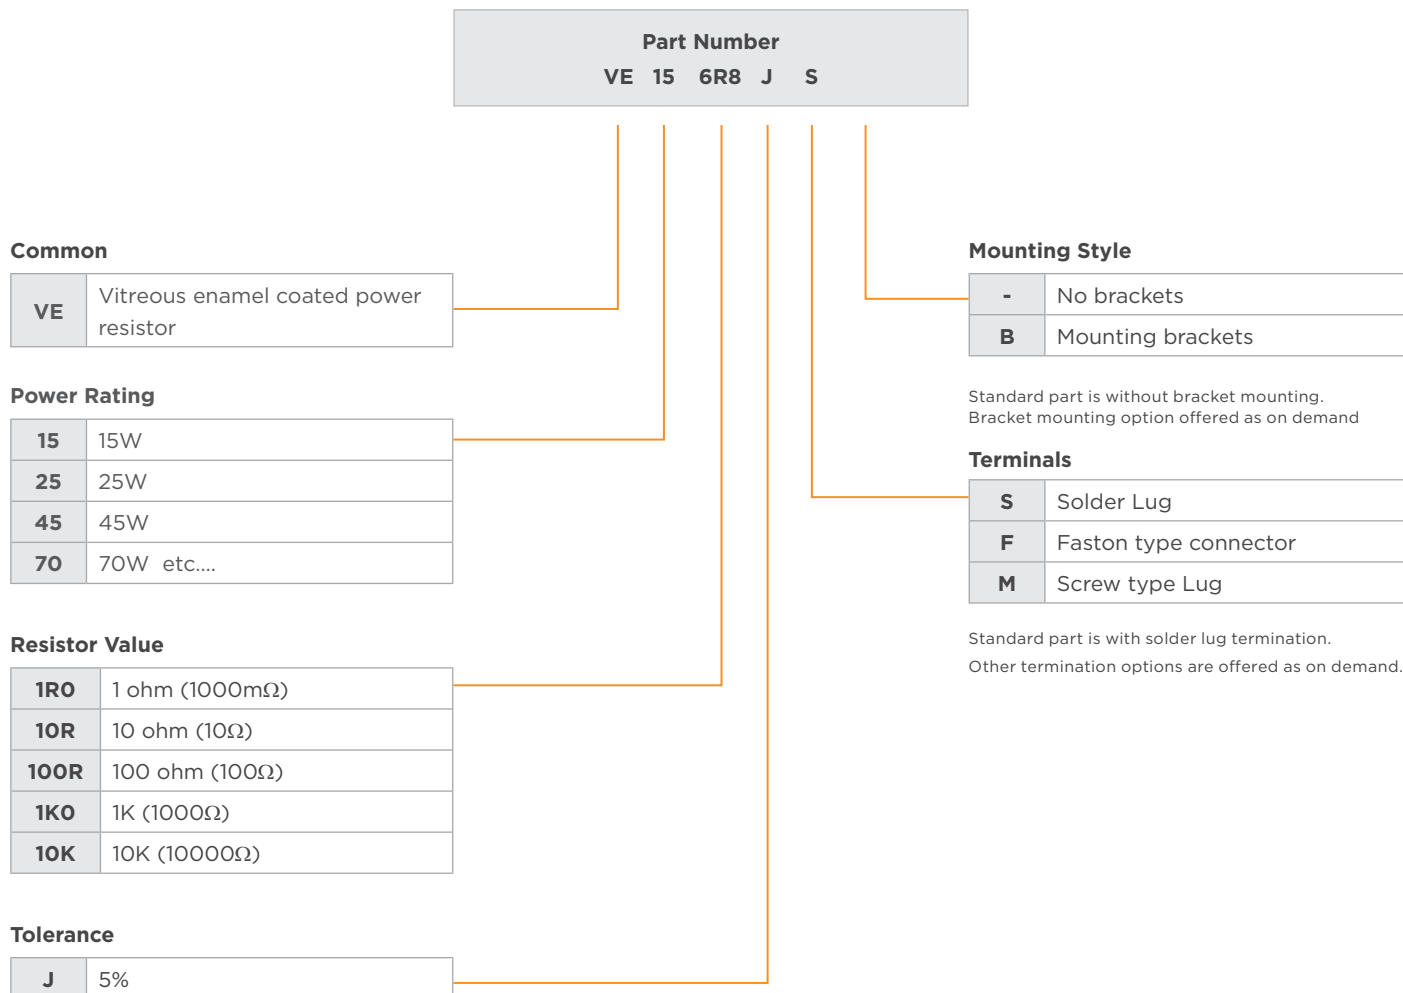 Part Number
VE 15 6R8 J S
Common
VE Vitreous enamel coated power
resistor
Power Rating
15 15W
25 25W
45 45W
70 70W etc....
Resistor Value
1R0 1 ohm (1000mΩ)
10R 10 ohm (10Ω)
100R 100 ohm (100Ω)
1K0 1K (1000Ω)
10K 10K (10000Ω)
Tolerance
J 5%
Mounting Style
- No brackets
B Mounting brackets
Standard part is without bracket mounting.
Bracket mounting option offered as on demand
Terminals
S Solder Lug
F Faston type connector
M Screw type Lug
Standard part is with solder lug termination.
Other termination options are offered as on demand.